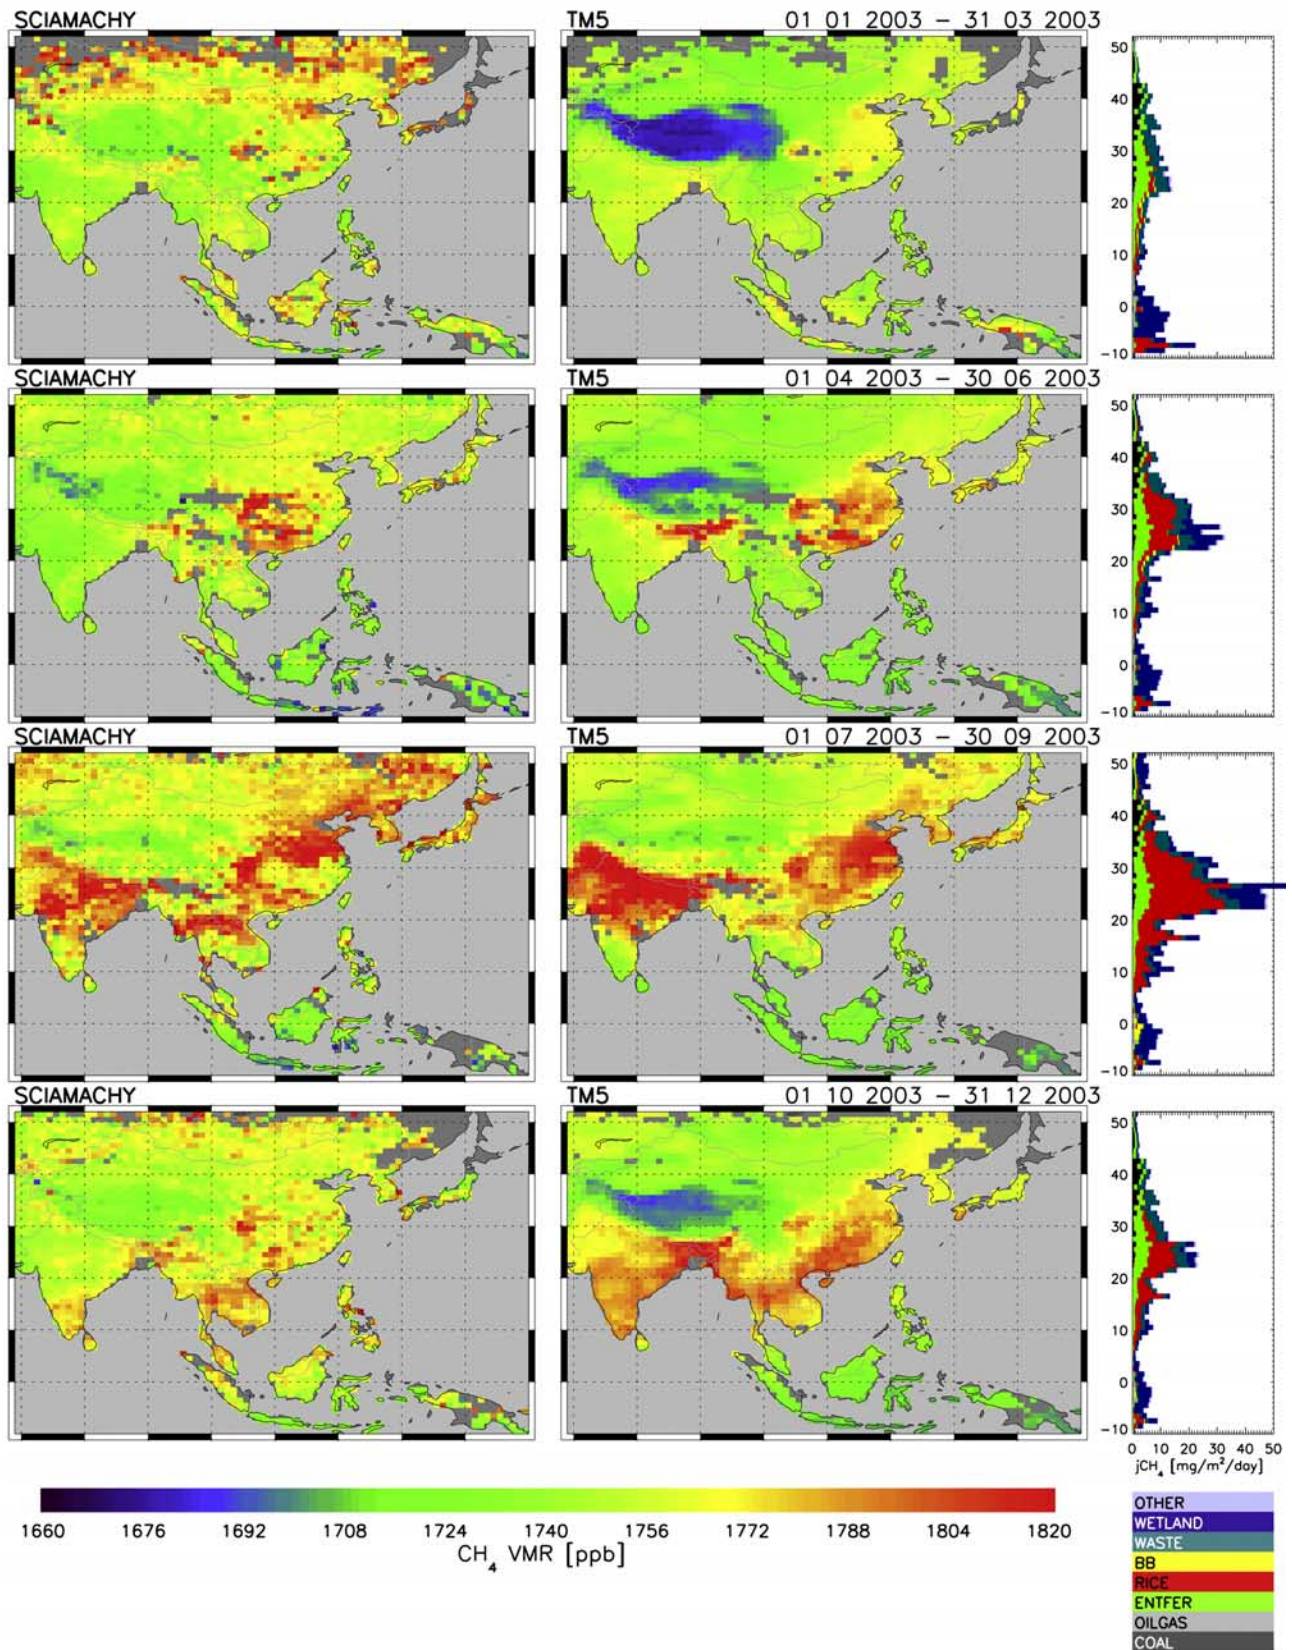 SCIAMACHY TM5 01 01 2003 – 31 03 2003
50
40
30
20
10
0
-10
SCIAMACHY TM5 01 04 2003 – 30 06 2003
50
40
30
20
10
0
-10
SCIAMACHY TM5 01 07 2003 – 30 09 2003
50
40
30
20
10
0
-10
SCIAMACHY TM5 01 10 2003 – 31 12 2003
50
40
30
20
10
0
-10
0 10 20 30 40 50
jCH₄ [mg/m²/day]
1660 1676 1692 1708 1724 1740 1756 1772 1788 1804 1820
CH₄ VMR [ppb]
OTHER
WETLAND
WASTE
BB
RICE
ENTFER
OILGAS
COAL